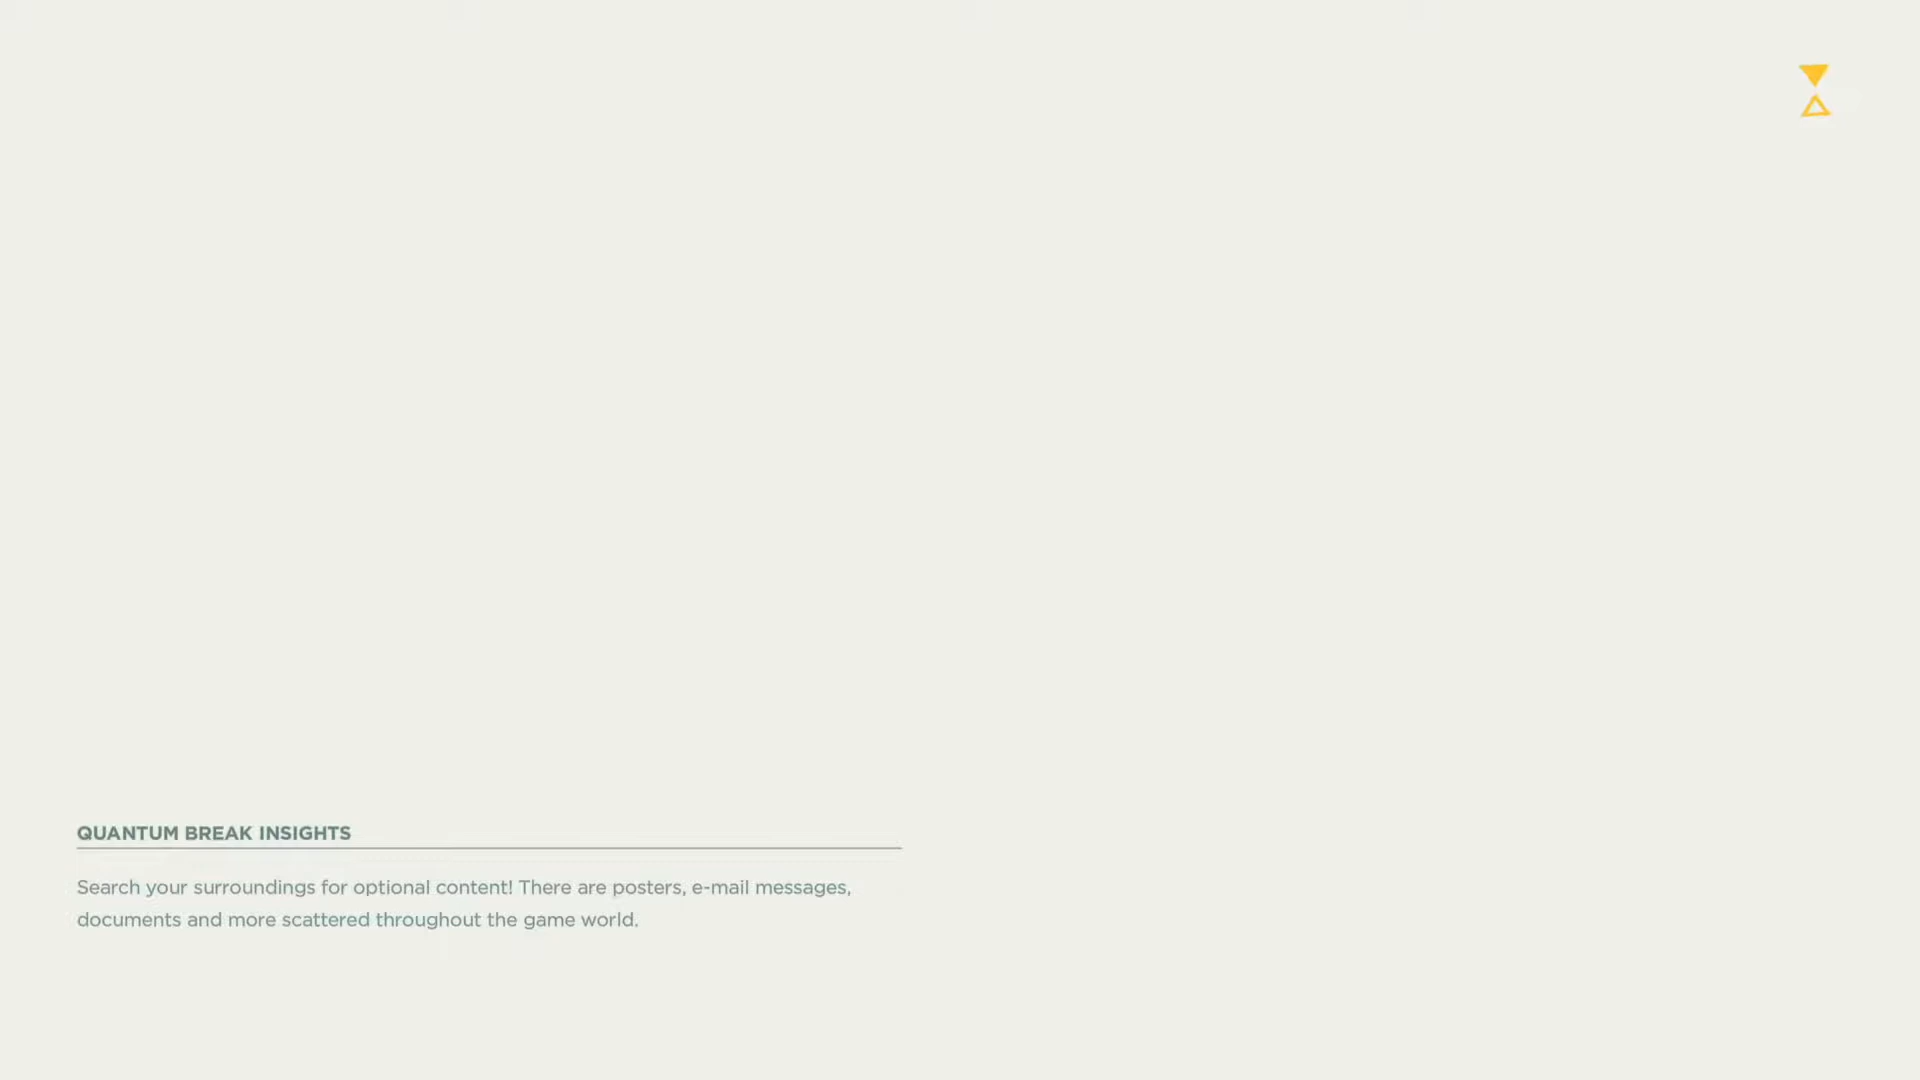 QUANTUM BREAK INSIGHTS
Search your surroundings for optional content! There are posters, e-mail messages,
documents and more scattered throughout the game world.